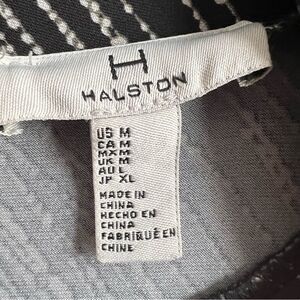 H
HALSTON
US M
CA M
MX M
UK M
AU L
JP XL
MADE IN
CHINA
HECHO EN
CHINA
FABRIQUÉ EN
CHINE